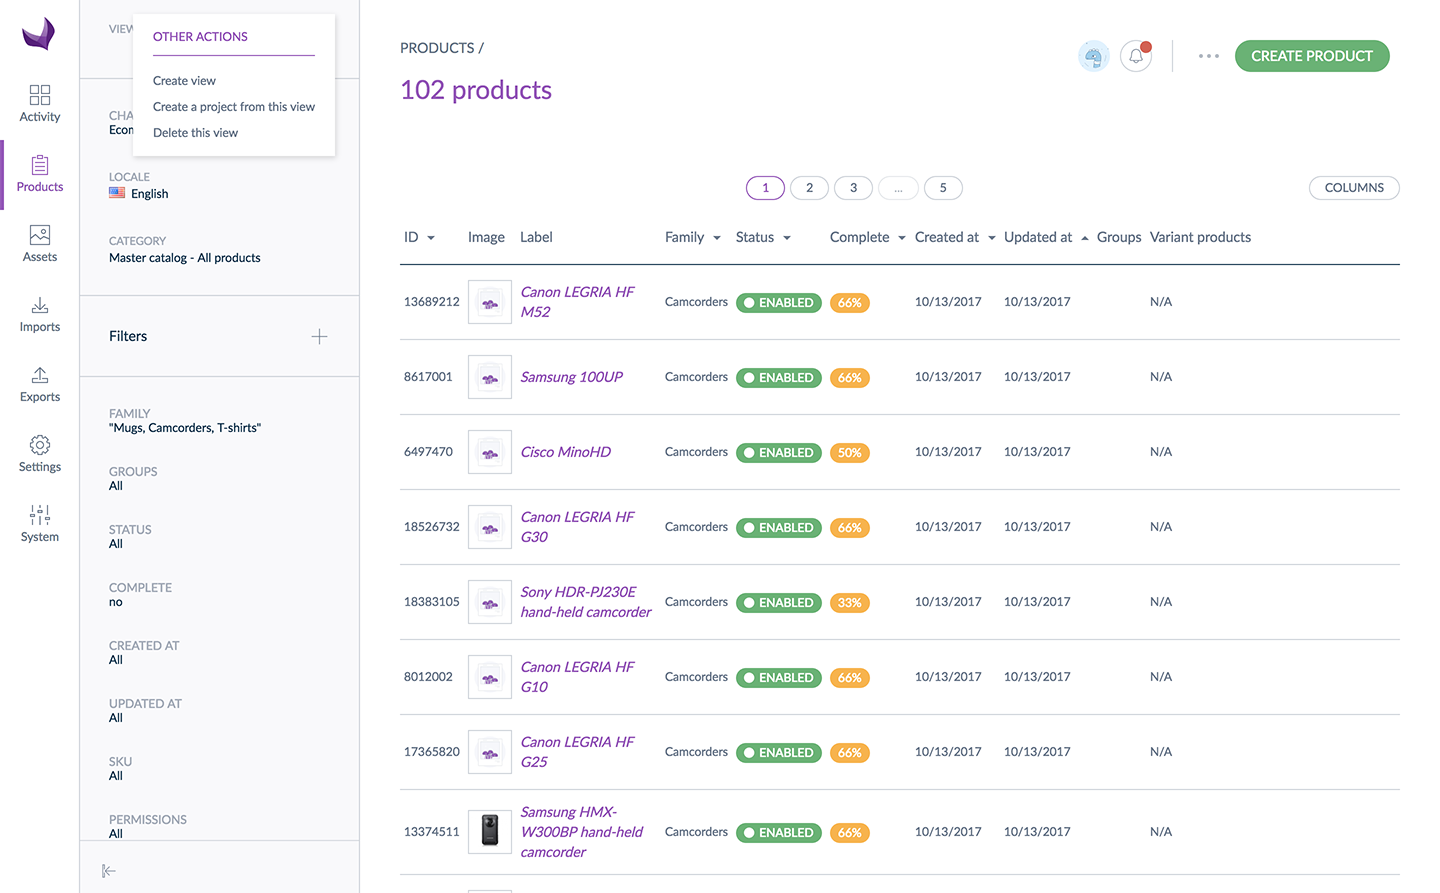 Activity
Products
Assets
Imports
Exports
Settings
System
VIEW
OTHER ACTIONS
Create view
Create a project from this view
Delete this view
CHA
Econ
LOCALE
English
CATEGORY
Master catalog - All products
Filters
FAMILY
"Mugs, Camcorders, T-shirts"
GROUPS
All
STATUS
All
COMPLETE
no
CREATED AT
All
UPDATED AT
All
SKU
All
PERMISSIONS
All
PRODUCTS /
102 products
CREATE PRODUCT
1 2 3 ... 5
COLUMNS
ID Image Label Family Status Complete Created at Updated at Groups Variant products
13689212 Canon LEGRIA HF M52 Camcorders ENABLED 66% 10/13/2017 10/13/2017 N/A
8617001 Samsung 100UP Camcorders ENABLED 66% 10/13/2017 10/13/2017 N/A
6497470 Cisco MinoHD Camcorders ENABLED 50% 10/13/2017 10/13/2017 N/A
18526732 Canon LEGRIA HF G30 Camcorders ENABLED 66% 10/13/2017 10/13/2017 N/A
18383105 Sony HDR-PJ230E hand-held camcorder Camcorders ENABLED 33% 10/13/2017 10/13/2017 N/A
8012002 Canon LEGRIA HF G10 Camcorders ENABLED 66% 10/13/2017 10/13/2017 N/A
17365820 Canon LEGRIA HF G25 Camcorders ENABLED 66% 10/13/2017 10/13/2017 N/A
13374511 Samsung HMX-W300BP hand-held camcorder Camcorders ENABLED 66% 10/13/2017 10/13/2017 N/A